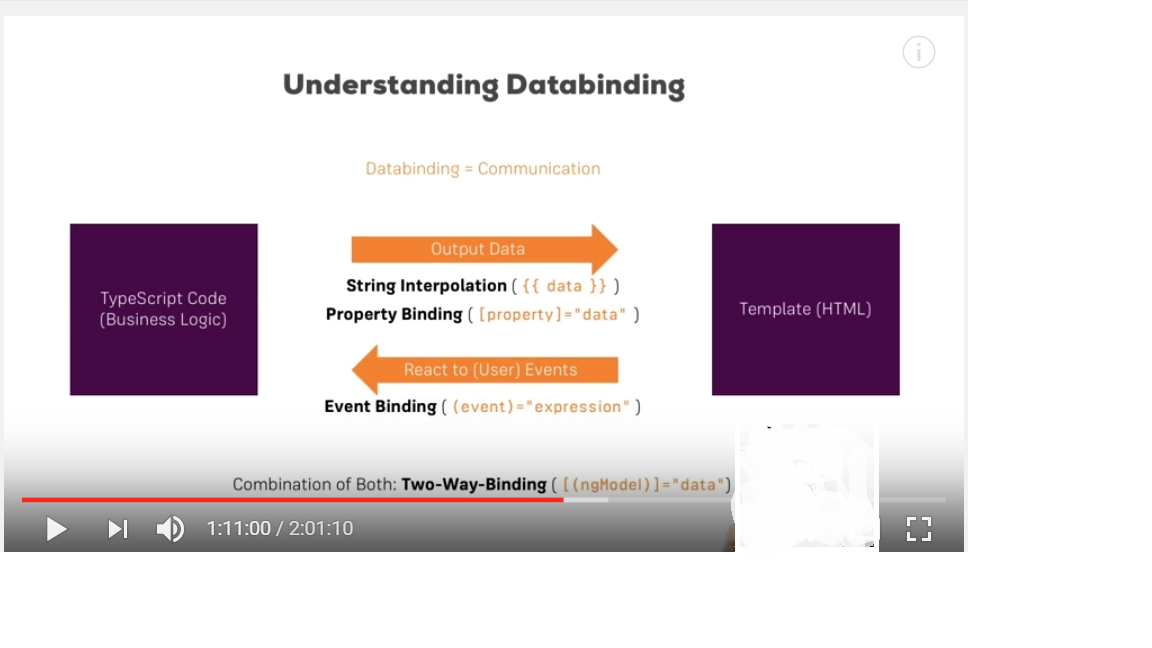 Understanding Databinding
Databinding = Communication
TypeScript Code
(Business Logic)
Output Data
String Interpolation ( {{ data }} )
Property Binding ( [property]="data" )
React to (User) Events
Event Binding ( (event)="expression" )
Template (HTML)
Combination of Both: Two-Way-Binding ( [(ngModel)]="data")
1:11:00 / 2:01:10